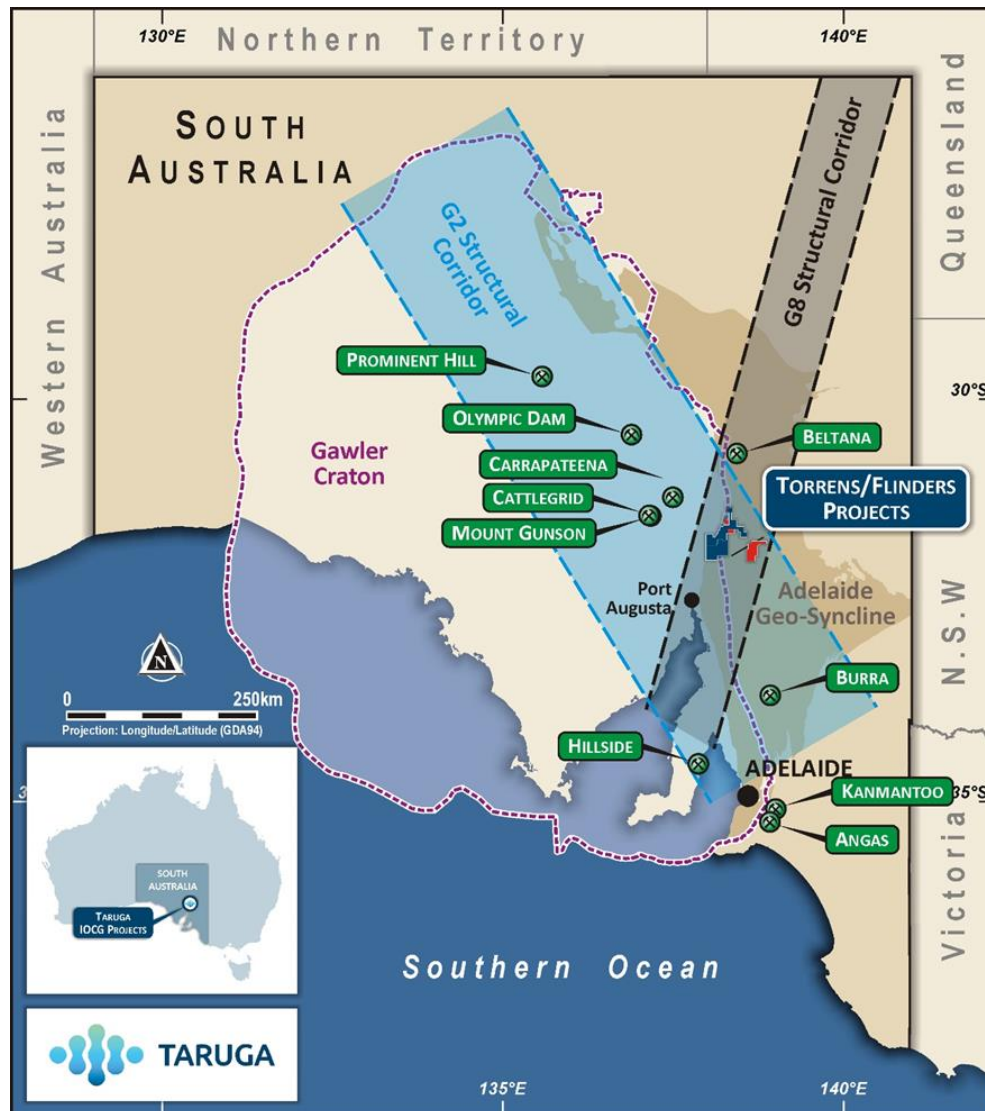 130°E
140°E
Northern Territory
SOUTH
AUSTRALIA
Western Australia
Queensland
G2 Structural
Corridor
G8 Structural Corridor
30°S
PROMINENT HILL
OLYMPIC DAM
BELTANA
Gawler
Craton
CARRAPATEENA
CATTLEGRID
MOUNT GUNSON
TORRENS/FLINDERS
PROJECTS
Port
Augusta
Adelaide
Geo-Syncline
N.S.W
N
0 250km
Projection: Longitude/Latitude (GDA94)
BURRA
HILLSIDE
ADELAIDE
KANMANTOO
35°S
ANGAS
Victoria
SOUTH
AUSTRALIA
TARUGA
IOCG PROJECTS
Southern Ocean
TARUGA
135°E
140°E